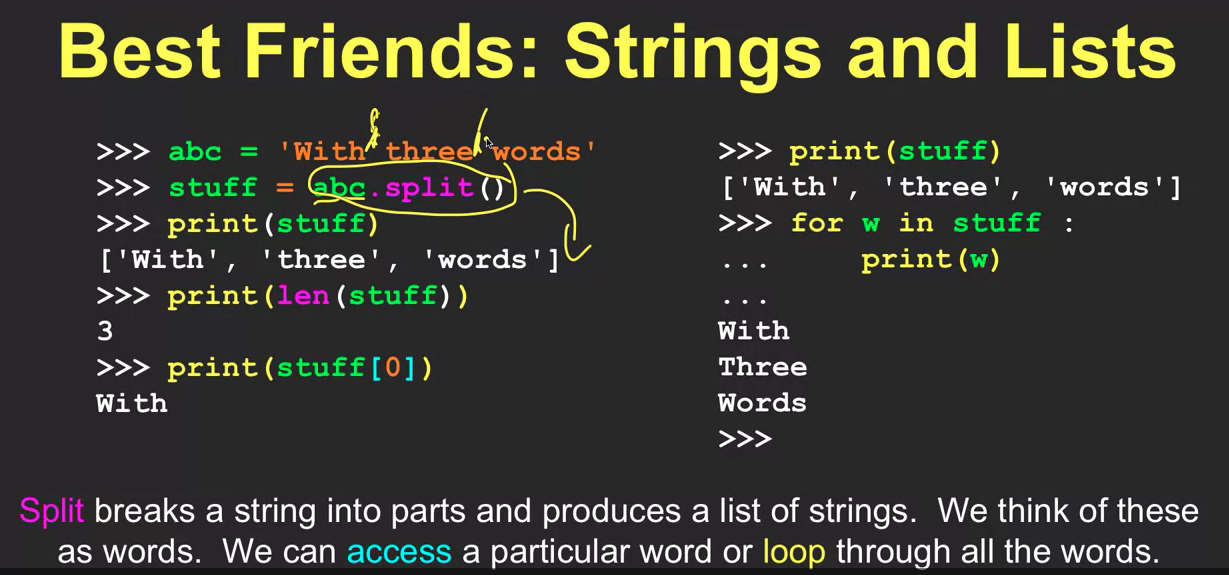 Best Friends: Strings and Lists
>>> abc = 'With three words'
>>> stuff = abc.split()
>>> print(stuff)
['With', 'three', 'words']
>>> print(len(stuff))
3
>>> print(stuff[0])
With
>>> print(stuff)
['With', 'three', 'words']
>>> for w in stuff :
...     print(w)
...
With
Three
Words
>>>
Split breaks a string into parts and produces a list of strings.  We think of these
as words.  We can access a particular word or loop through all the words.